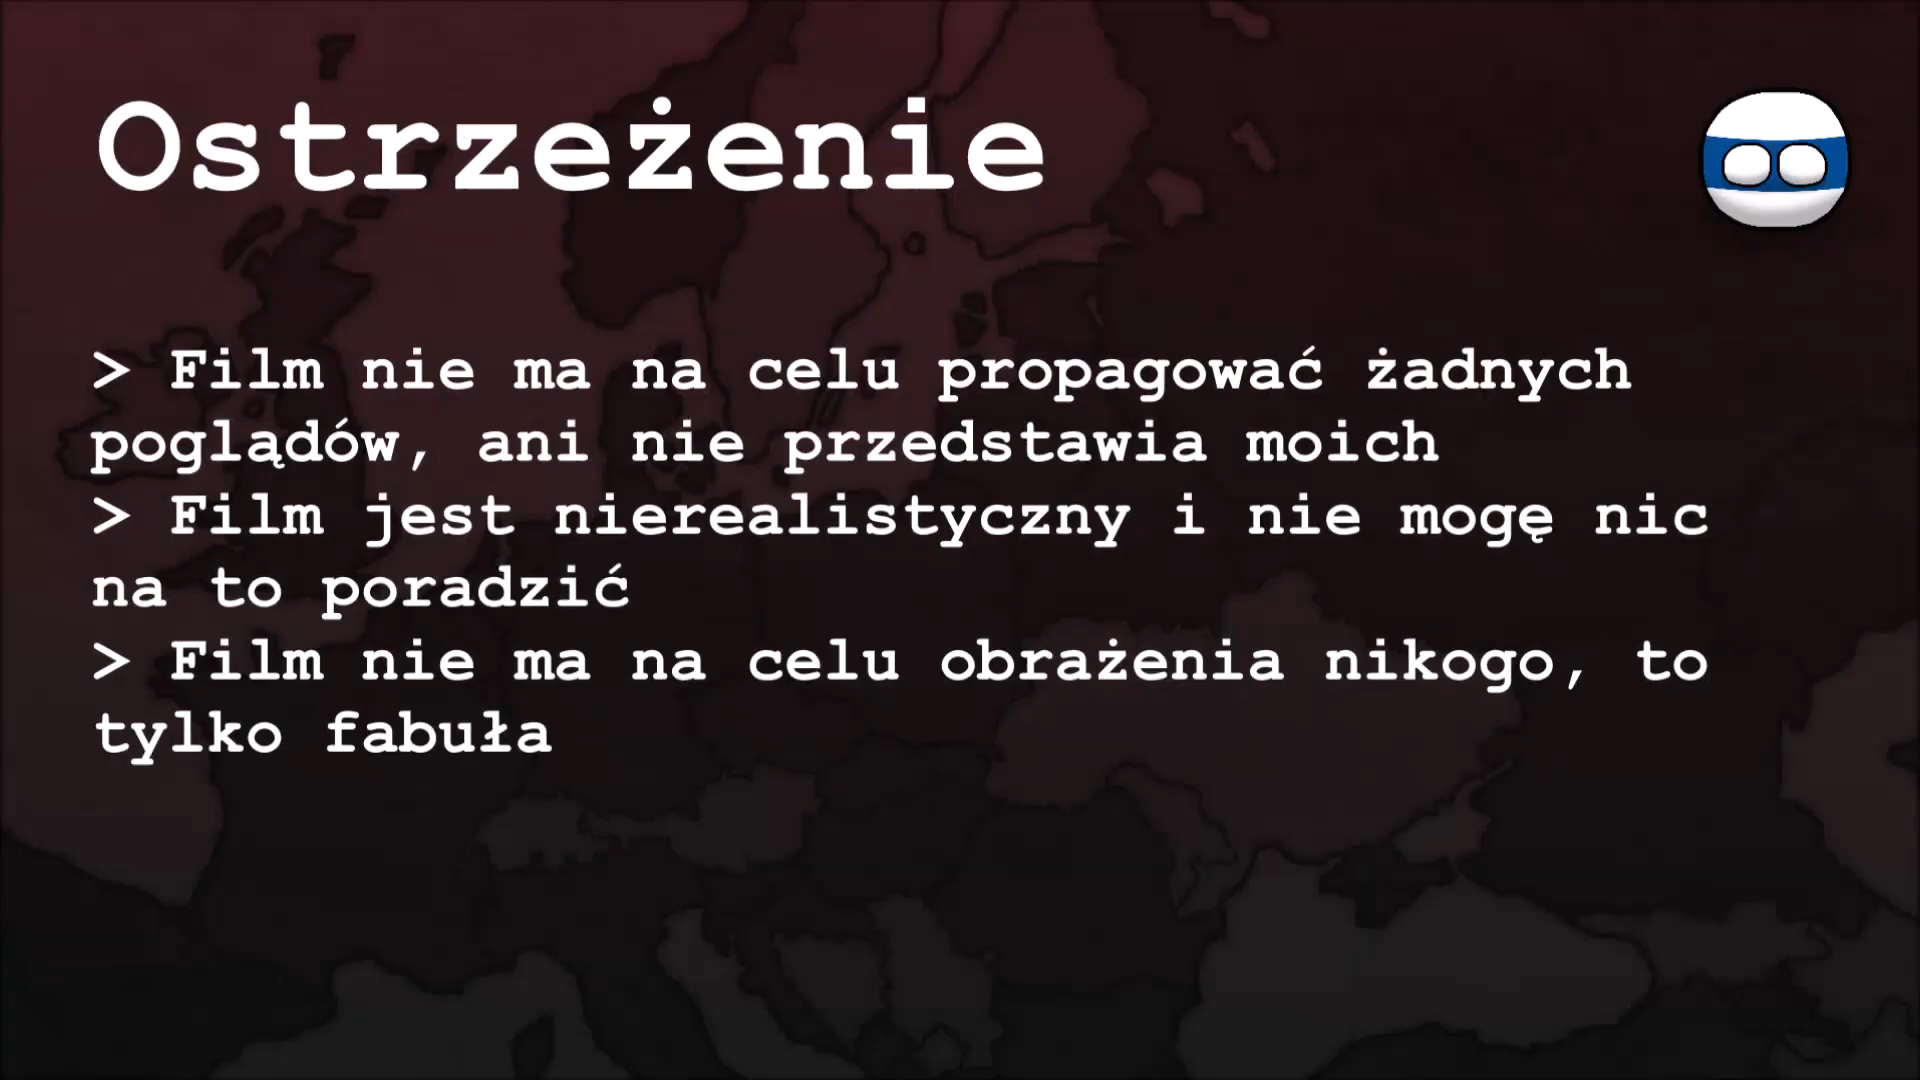 Ostrzeżenie
> Film nie ma na celu propagować żadnych
poglądów, ani nie przedstawia moich
> Film jest nierealistyczny i nie mogę nic
na to poradzić
> Film nie ma na celu obrażenia nikogo, to
tylko fabuła